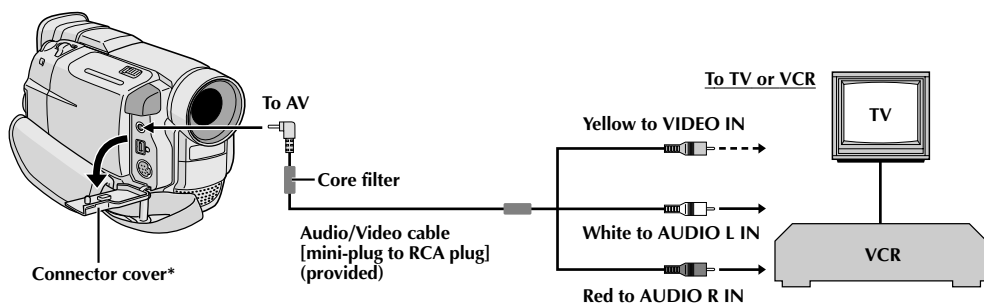 To AV
Core filter
Audio/Video cable
[mini-plug to RCA plug]
(provided)
Connector cover*
To TV or VCR
Yellow to VIDEO IN
White to AUDIO L IN
Red to AUDIO R IN
TV
VCR